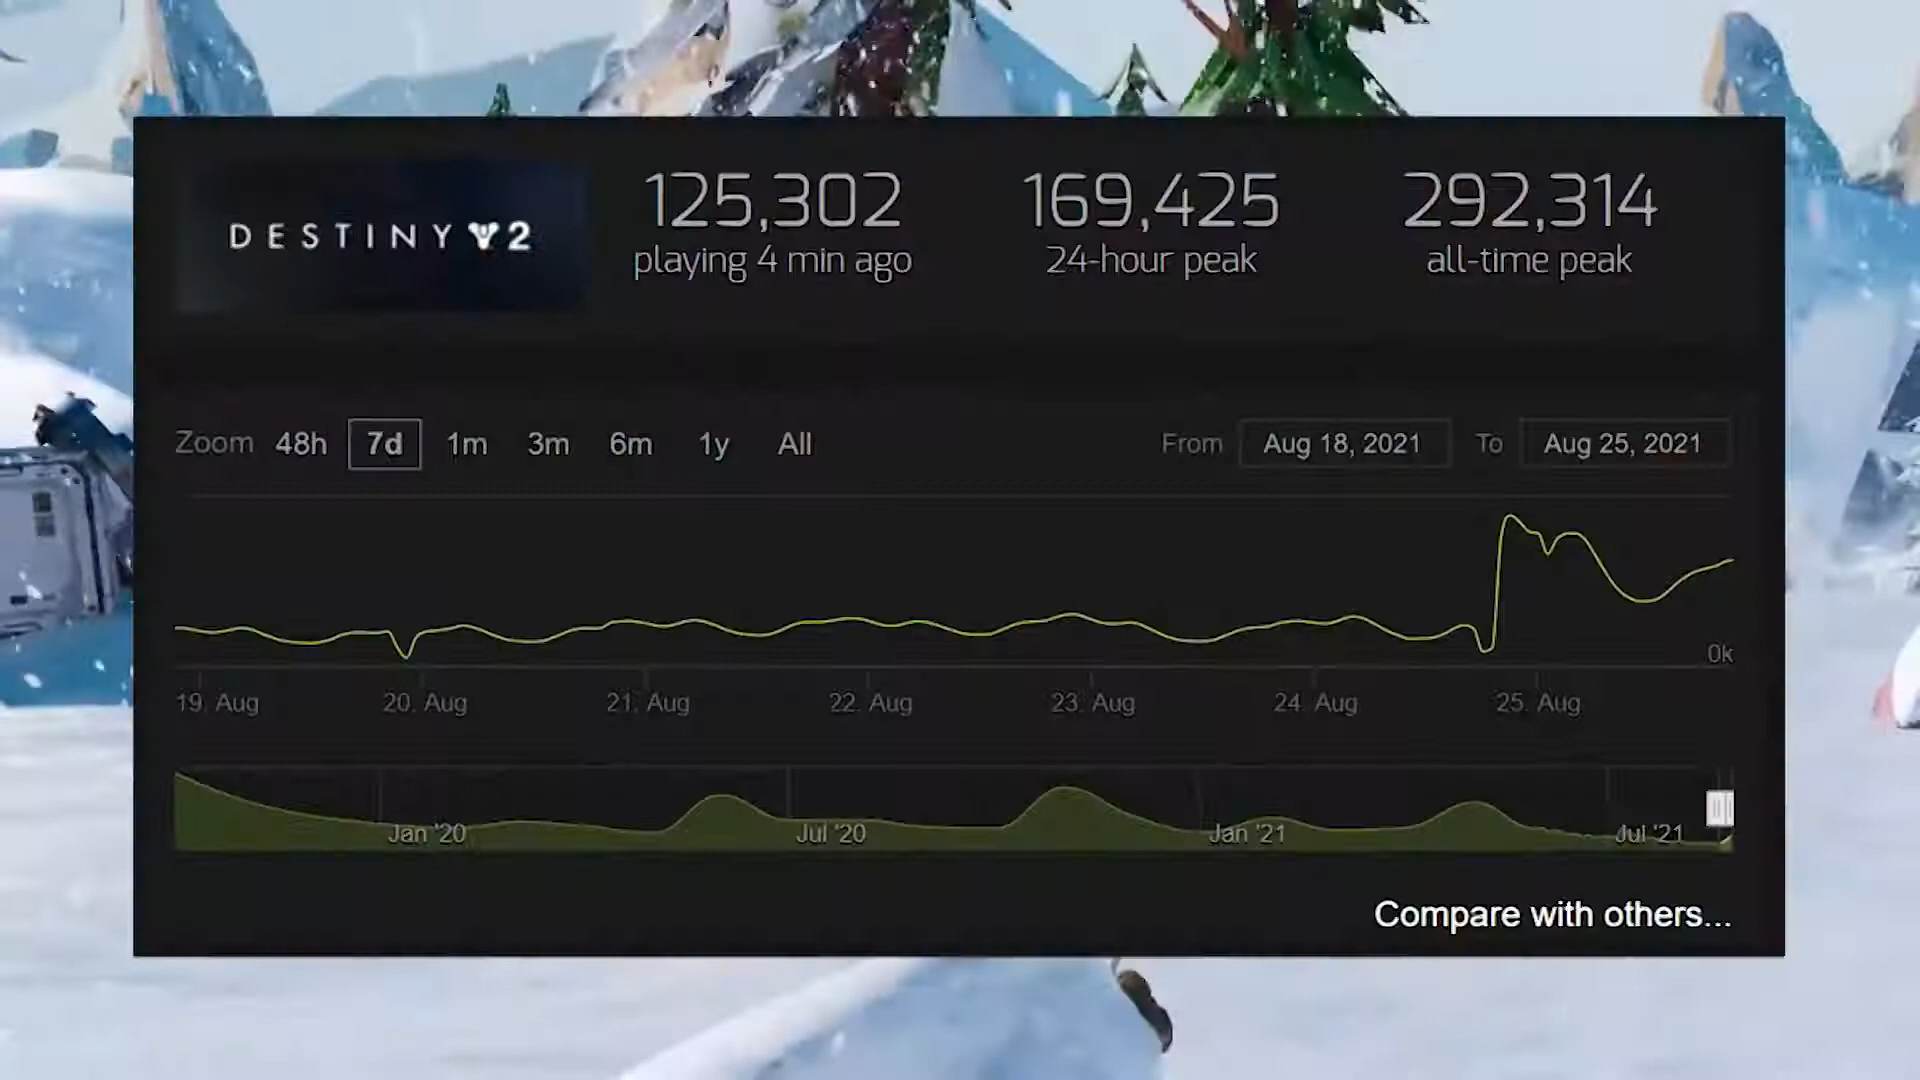 DESTINY 2
125,302
playing 4 min ago
169,425
24-hour peak
292,314
all-time peak
Zoom 48h 7d 1m 3m 6m 1y All
From Aug 18, 2021 To Aug 25, 2021
0k
19. Aug 20. Aug 21. Aug 22. Aug 23. Aug 24. Aug 25. Aug
Jan '20 Jul '20 Jan '21 Jul '21
Compare with others...